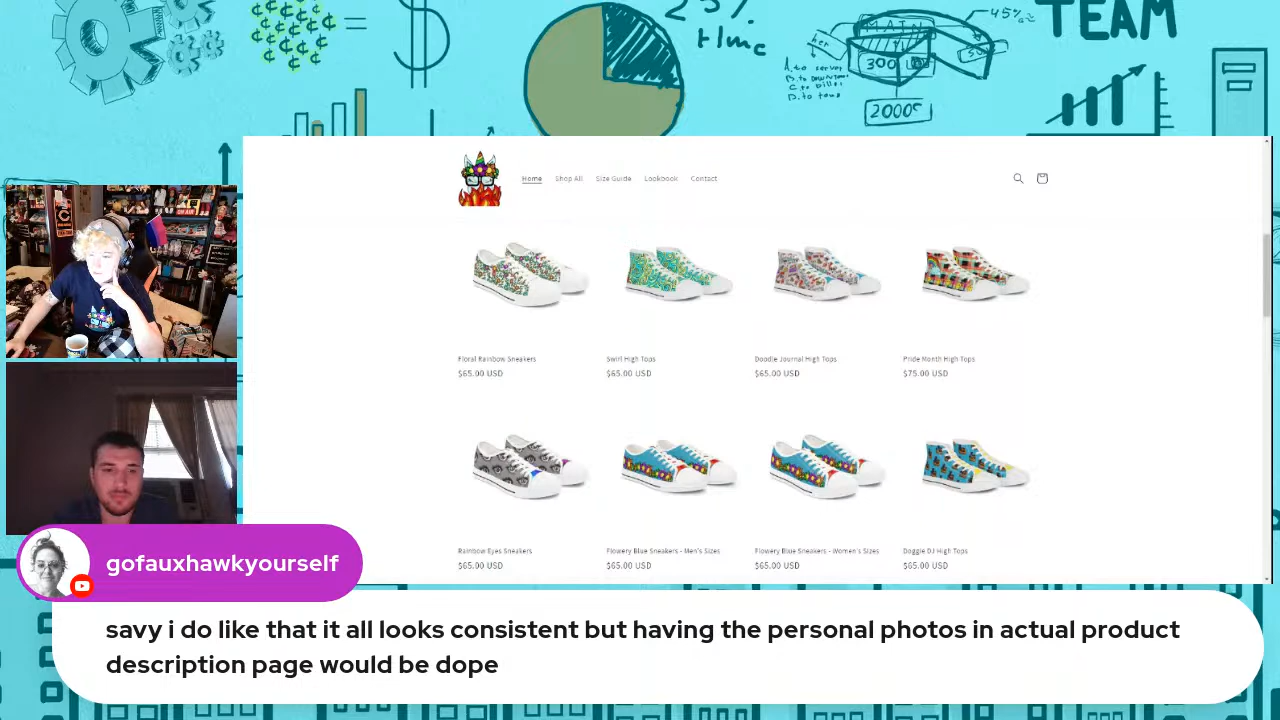 25%
time
45%
TEAM
MAIN
300
A. to server
2000$
Home Shop All Size Guide Lookbook Contact
Floral Rainbow Sneakers
$65.00 USD
Swirl High Tops
$65.00 USD
Doodle Journal High Tops
$65.00 USD
Pride Month High Tops
$75.00 USD
Rainbow Eyes Sneakers
$65.00 USD
Flowery Blue Sneakers - Men's Sizes
$65.00 USD
Flowery Blue Sneakers - Women's Sizes
$65.00 USD
Doggie DJ High Tops
$65.00 USD
gofauxhawkyourself
savy i do like that it all looks consistent but having the personal photos in actual product
description page would be dope